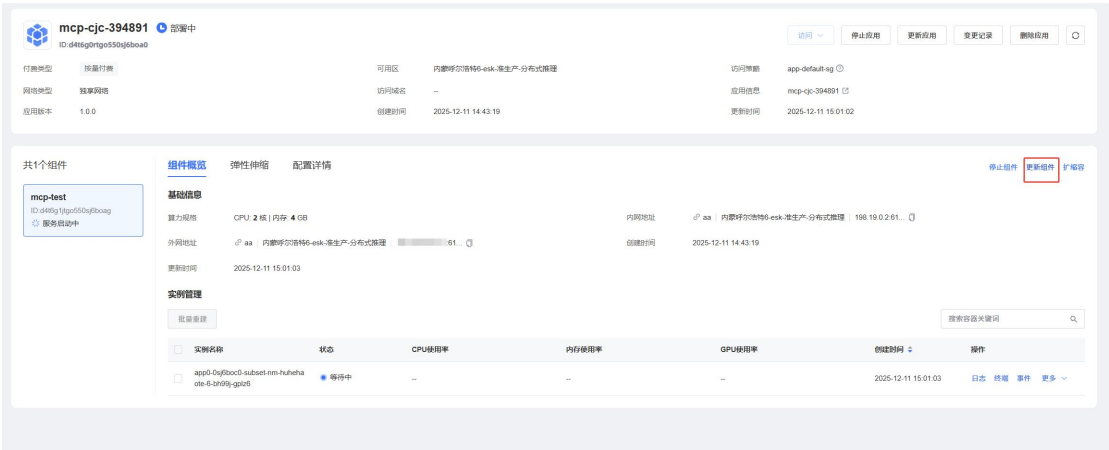 mcp-cjc-394891 部署中
ID:d4t6g0rtgo550sj6boa0
访问 停止应用 更新应用 变更记录 删除应用
付费类型 按量付费 可用区 内蒙呼尔浩特6-esk-准生产-分布式推理 访问策略 app-default-sg
网络类型 独享网络 访问域名 -- 应用信息 mcp-cjc-394891
应用版本 1.0.0 创建时间 2025-12-11 14:43:19 更新时间 2025-12-11 15:01:02
共1个组件
mcp-test
ID:d4t6g1jtgo550sj6boag
服务启动中
组件概览 弹性伸缩 配置详情 停止组件 更新组件 扩缩容
基础信息
算力规格 CPU: 2 核 | 内存: 4 GB 内网地址 aa | 内蒙呼尔浩特6-esk-准生产-分布式推理 | 198.19.0.2:61...
外网地址 aa | 内蒙呼尔浩特6-esk-准生产-分布式推理 | :61... 创建时间 2025-12-11 14:43:19
更新时间 2025-12-11 15:01:03
实例管理
批量重建 搜索容器关键词
实例名称 状态 CPU使用率 内存使用率 GPU使用率 创建时间 操作
app0-0sj6boc0-subset-nm-huheha
ote-6-bh99j-gplz6 等待中 -- -- -- 2025-12-11 15:01:03 日志 终端 事件 更多